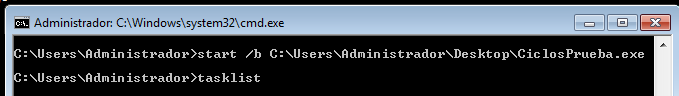 Administrador: C:\Windows\system32\cmd.exe
C:\Users\Administrador>start /b C:\Users\Administrador\Desktop\CiclosPrueba.exe
C:\Users\Administrador>tasklist